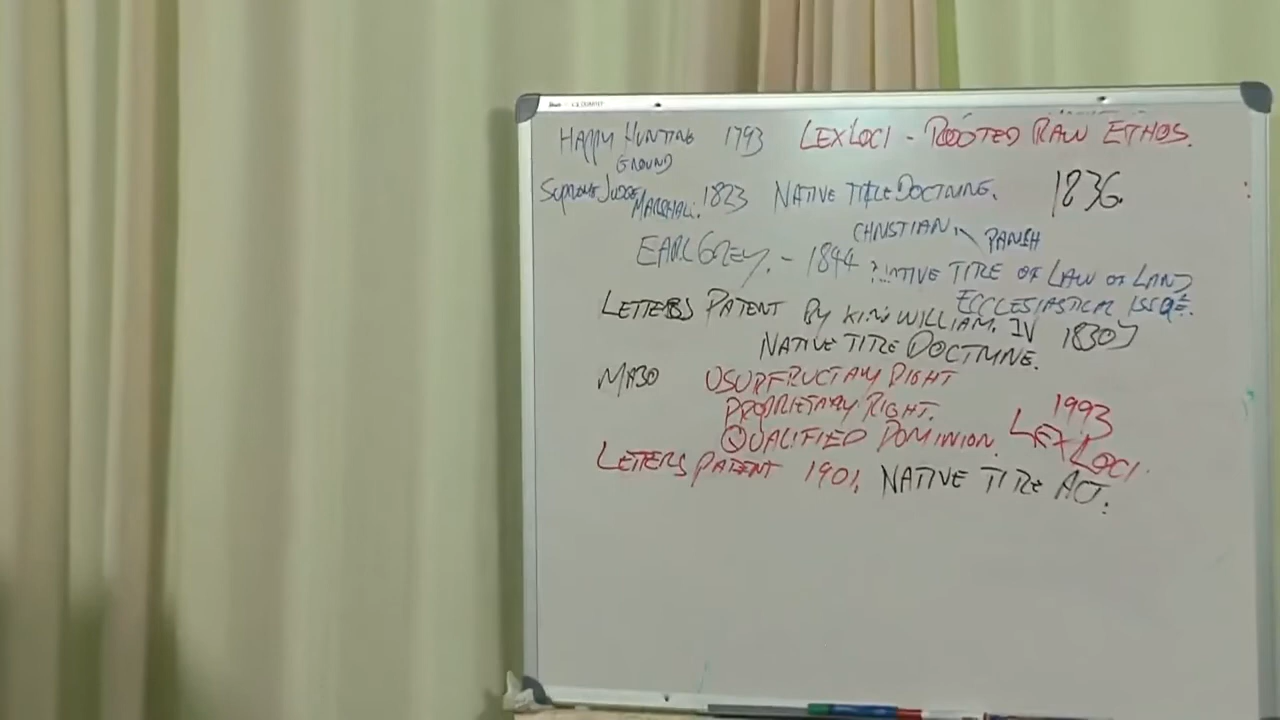 HAPPY HUNTING GROUND 1793 LEX LOCI - ROOTED RAW ETHOS.
SUPREME JUDGE MARSHALL. 1823 NATIVE TITLE DOCTRINE. 1836.
CHRISTIAN, PARISH
EARL GREY. - 1844 NATIVE TITLE OF LAW OF LAND
ECCLESIASTICAL ISSUE.
LETTERS PATENT BY KING WILLIAM. IV 1830
NATIVE TITLE DOCTRINE.
MABO USURFRUCTARY RIGHT
PROPRIETARY RIGHT. 1993
QUALIFIED DOMINION. LEX LOCI.
LETTERS PATENT 1901, NATIVE TITLE ACT.